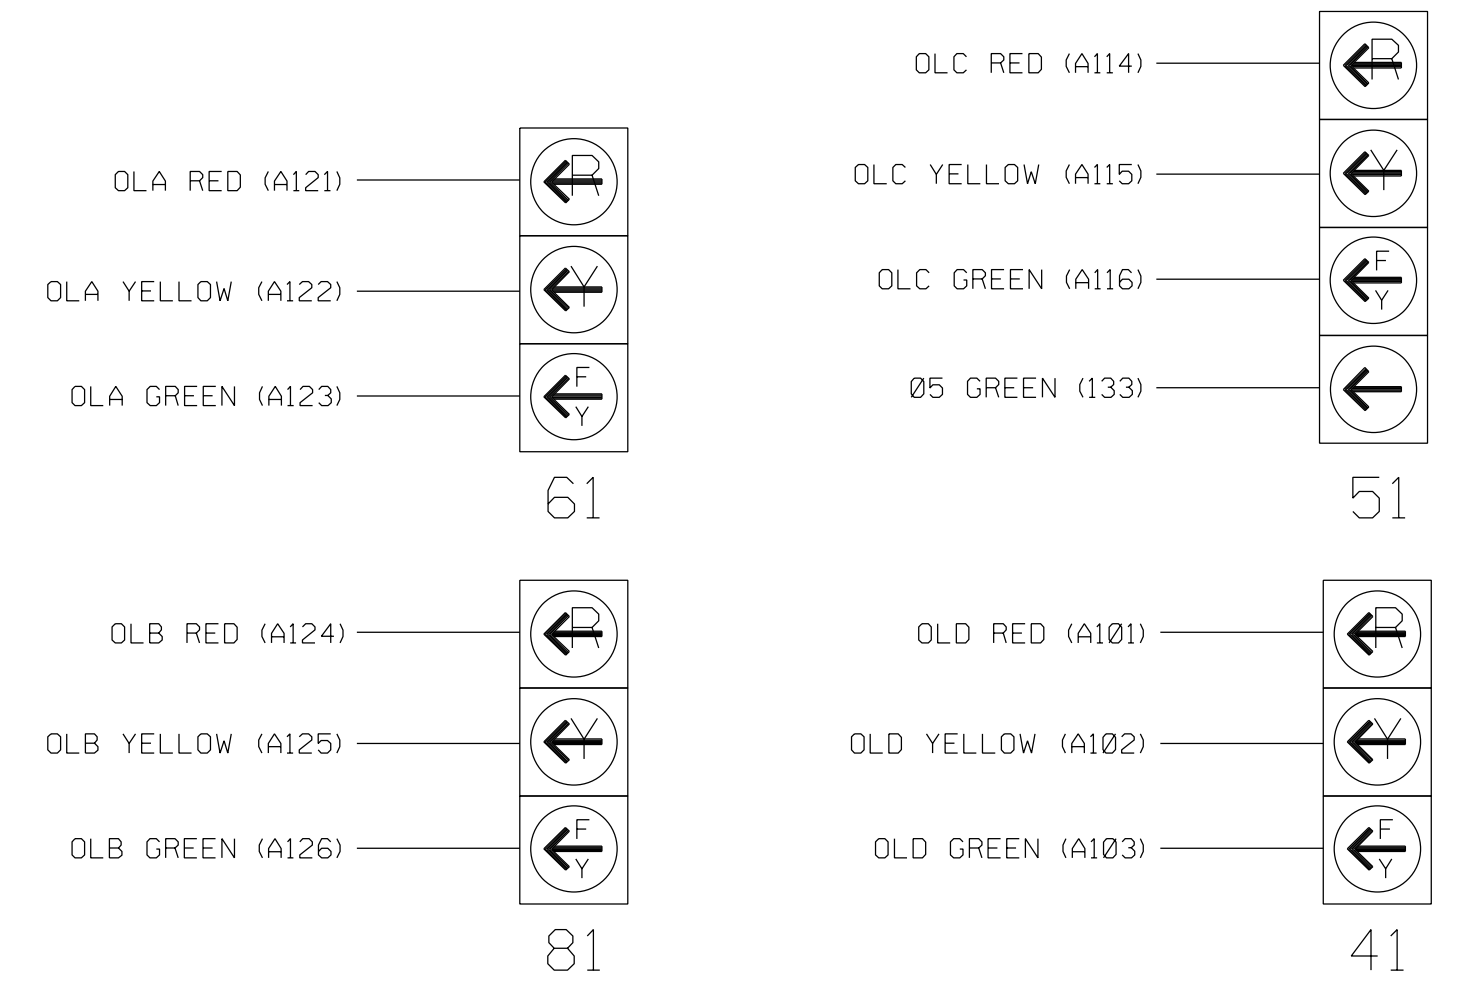 OLA RED (A121)
R
OLA YELLOW (A122)
Y
OLA GREEN (A123)
F
Y
61
OLC RED (A114)
R
OLC YELLOW (A115)
Y
OLC GREEN (A116)
F
Y
Ø5 GREEN (133)
51
OLB RED (A124)
R
OLB YELLOW (A125)
Y
OLB GREEN (A126)
F
Y
81
OLD RED (A1Ø1)
R
OLD YELLOW (A1Ø2)
Y
OLD GREEN (A1Ø3)
F
Y
41